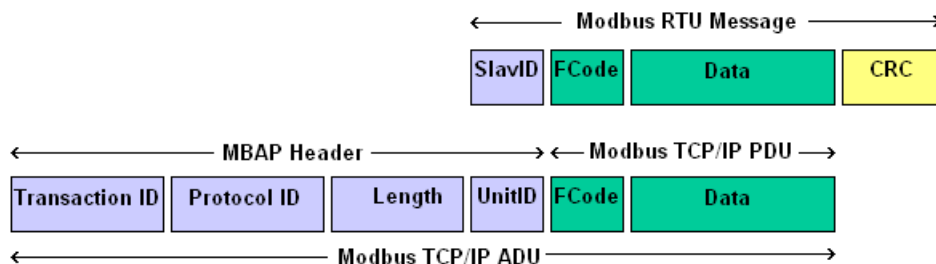 Modbus RTU Message
SlavID FCode Data CRC
MBAP Header Modbus TCP/IP PDU
Transaction ID Protocol ID Length UnitID FCode Data
Modbus TCP/IP ADU